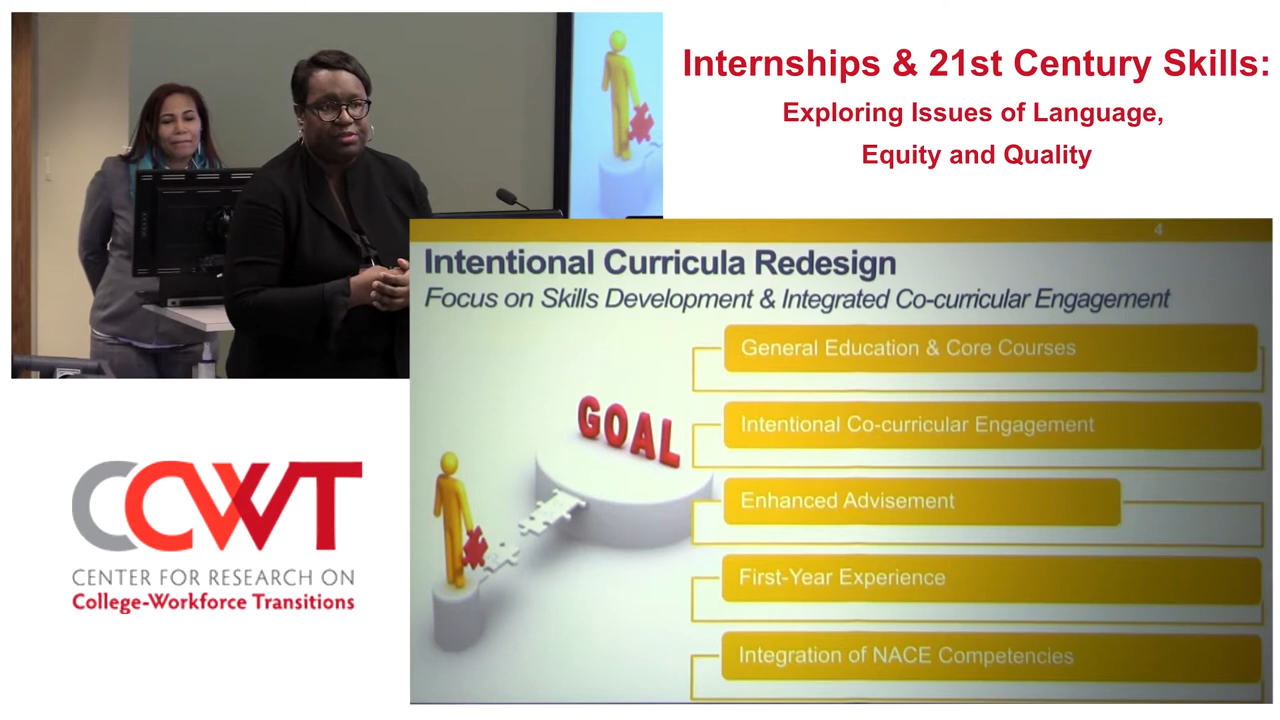 Internships & 21st Century Skills:
Exploring Issues of Language,
Equity and Quality
4
Intentional Curricula Redesign
Focus on Skills Development & Integrated Co-curricular Engagement
General Education & Core Courses
Intentional Co-curricular Engagement
GOAL
Enhanced Advisement
First-Year Experience
Integration of NACE Competencies
CCWT
CENTER FOR RESEARCH ON
College-Workforce Transitions